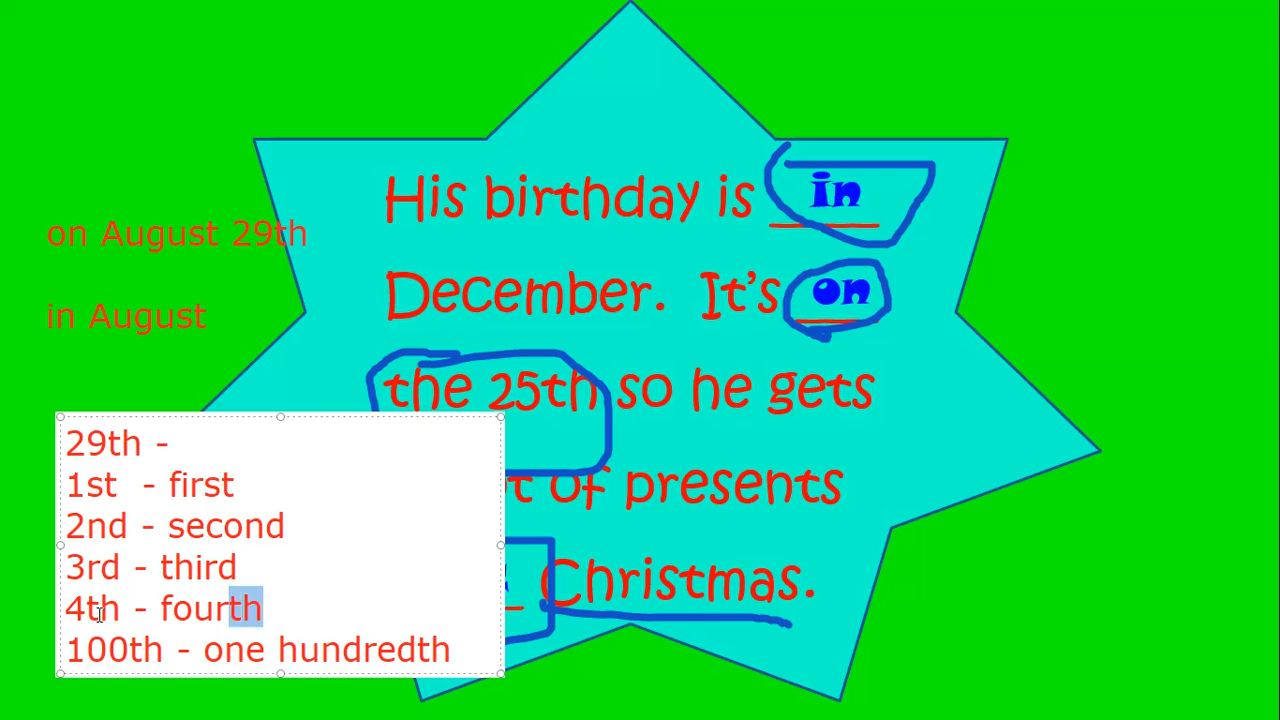 His birthday is in
on August 29th
December. It's on
in August
the 25th so he gets
29th -
1st - first
t of presents
2nd - second
3rd - third
Christmas.
4th - fourth
100th - one hundredth